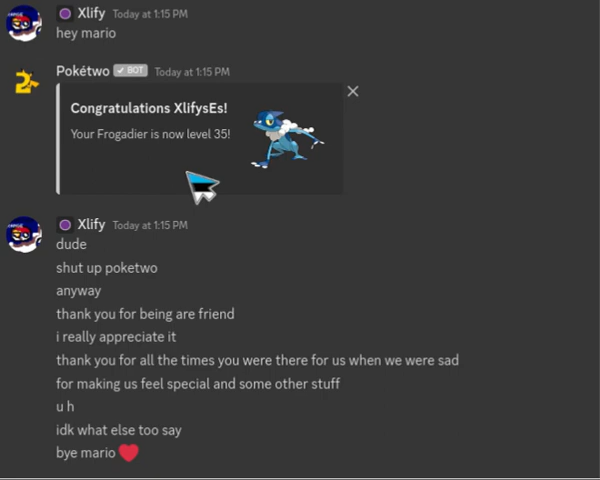 Xlify Today at 1:15 PM
hey mario
Pokétwo ✓ BOT Today at 1:15 PM
Congratulations XlifysEs!
Your Frogadier is now level 35!
Xlify Today at 1:15 PM
dude
shut up poketwo
anyway
thank you for being are friend
i really appreciate it
thank you for all the times you were there for us when we were sad
for making us feel special and some other stuff
u h
idk what else too say
bye mario ❤️